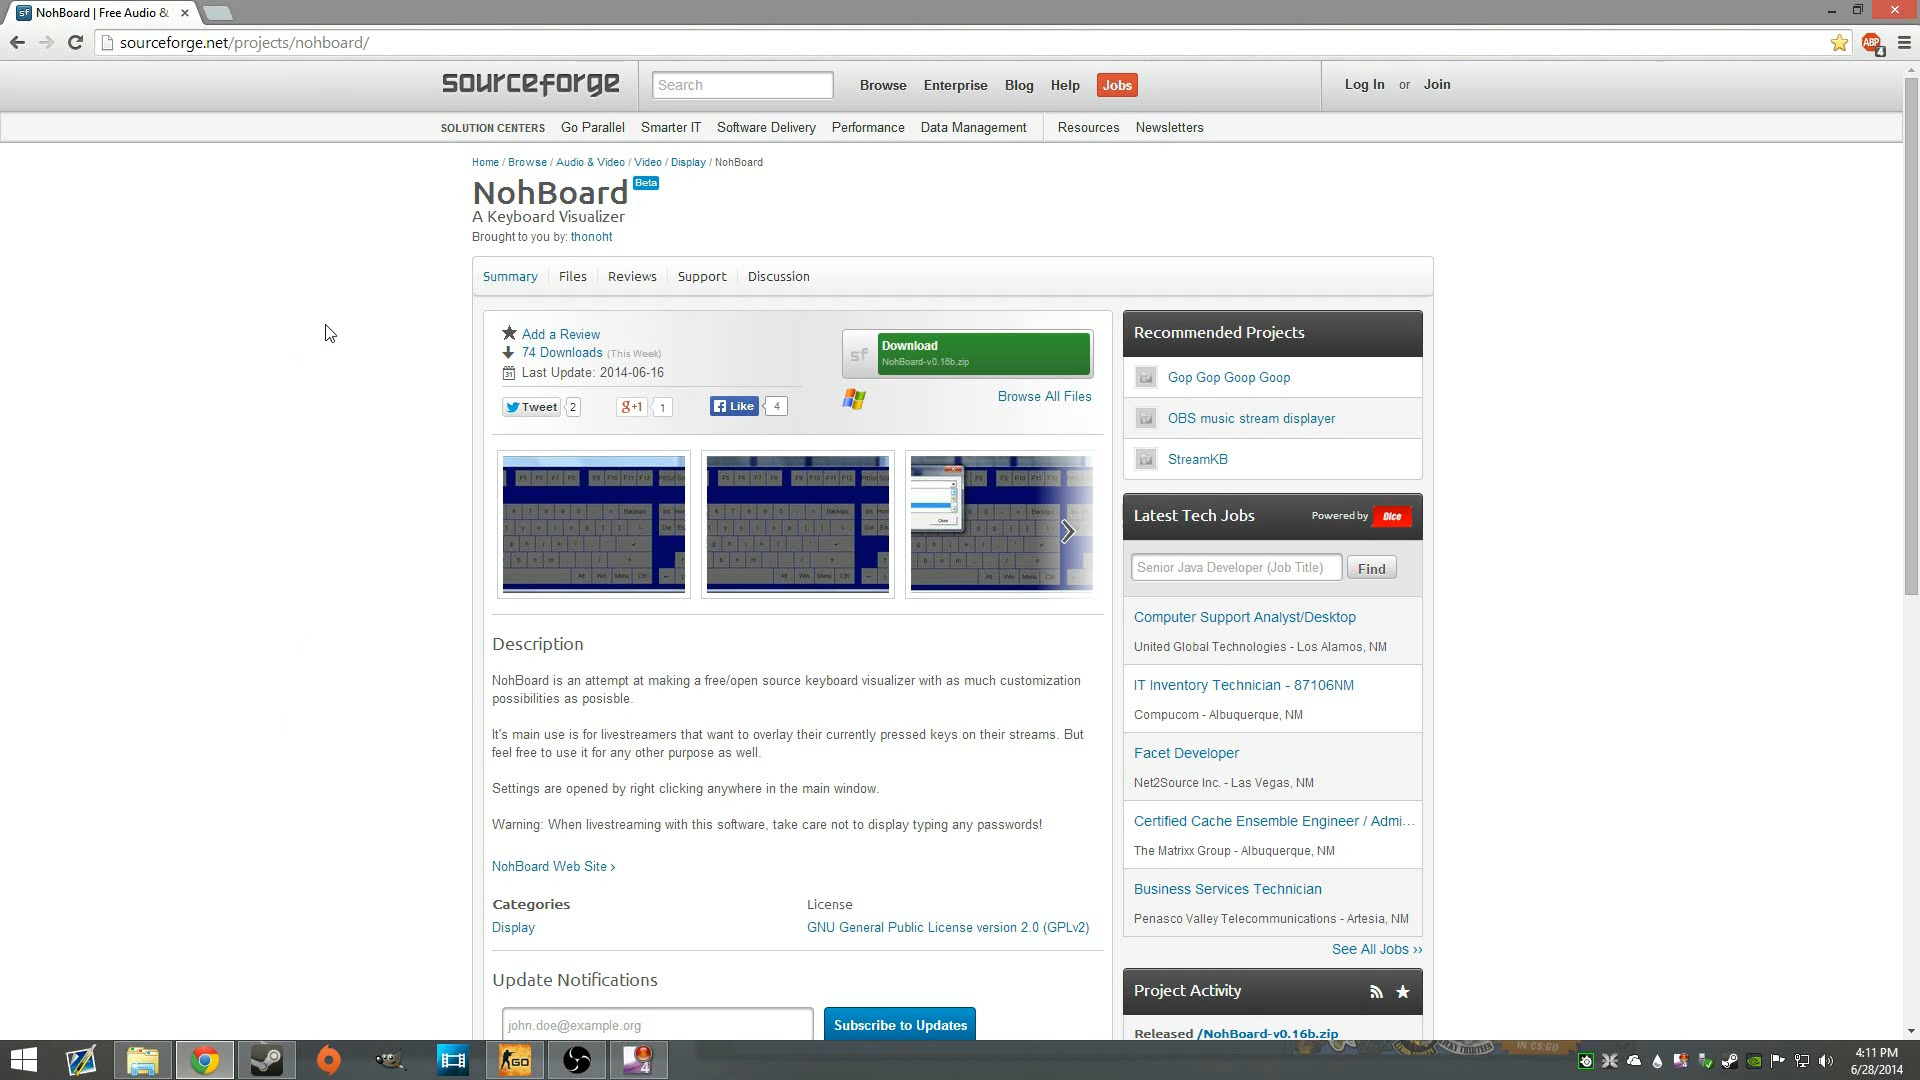 NohBoard | Free Audio &
sourceforge.net/projects/nohboard/
ABP
4
sourceforge
Search
Browse
Enterprise
Blog
Help
Jobs
Log In or Join
SOLUTION CENTERS
Go Parallel
Smarter IT
Software Delivery
Performance
Data Management
Resources
Newsletters
Home / Browse / Audio & Video / Video / Display / NohBoard
NohBoard Beta
A Keyboard Visualizer
Brought to you by: thonoht
Summary
Files
Reviews
Support
Discussion
Add a Review
74 Downloads (This Week)
31 Last Update: 2014-06-16
Tweet 2
g+1 1
Like 4
sf
Download
NohBoard-v0.16b.zip
Browse All Files
Description
NohBoard is an attempt at making a free/open source keyboard visualizer with as much customization
possibilities as posisble.
It's main use is for livestreamers that want to overlay their currently pressed keys on their streams. But
feel free to use it for any other purpose as well.
Settings are opened by right clicking anywhere in the main window.
Warning: When livestreaming with this software, take care not to display typing any passwords!
NohBoard Web Site ›
Categories
Display
License
GNU General Public License version 2.0 (GPLv2)
Update Notifications
john.doe@example.org
Subscribe to Updates
Recommended Projects
Gop Gop Goop Goop
OBS music stream displayer
StreamKB
Latest Tech Jobs
Powered by Dice
Senior Java Developer (Job Title)
Find
Computer Support Analyst/Desktop
United Global Technologies - Los Alamos, NM
IT Inventory Technician - 87106NM
Compucom - Albuquerque, NM
Facet Developer
Net2Source Inc. - Las Vegas, NM
Certified Cache Ensemble Engineer / Admi...
The Matrixx Group - Albuquerque, NM
Business Services Technician
Penasco Valley Telecommunications - Artesia, NM
See All Jobs ››
Project Activity
Released /NohBoard-v0.16b.zip
GO
4
IN CS:GO
4:11 PM
6/28/2014